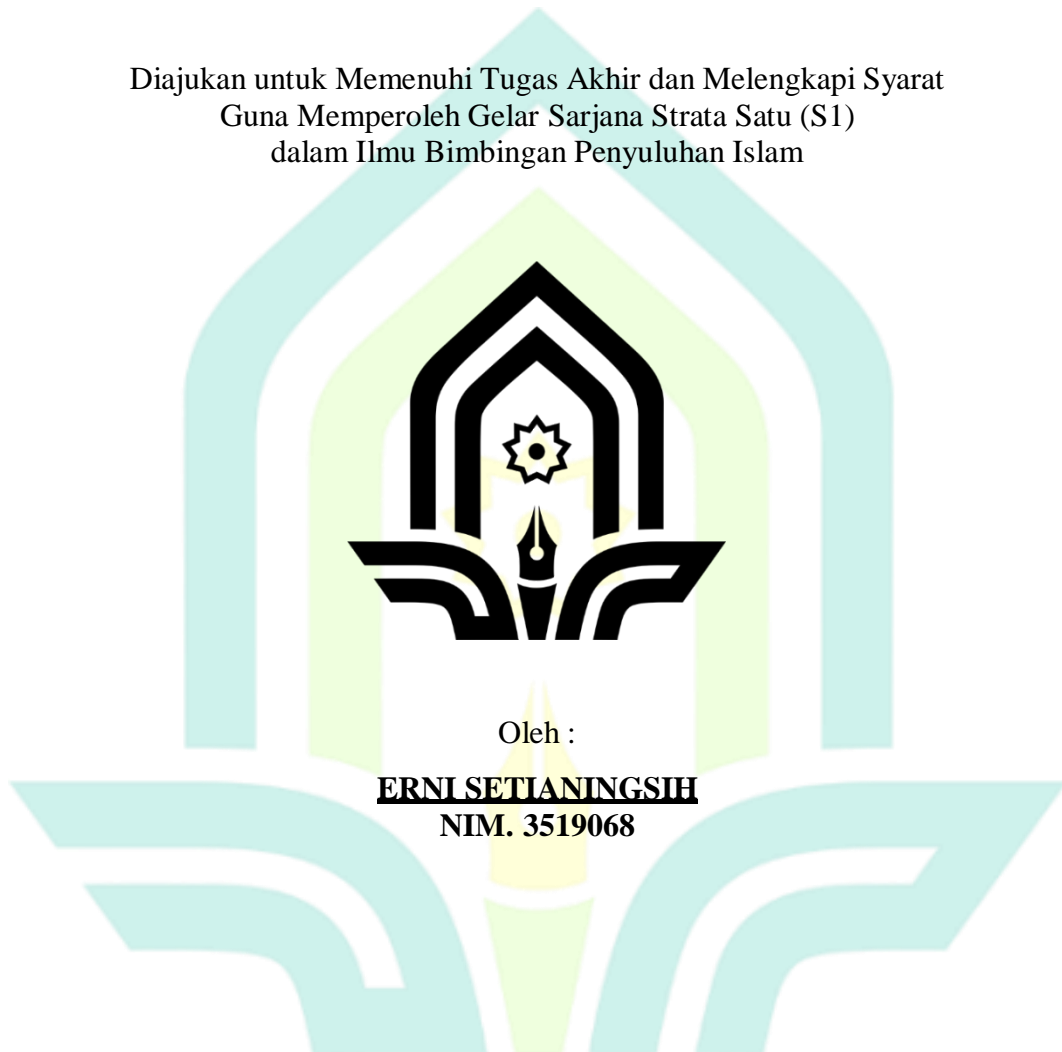 Diajukan untuk Memenuhi Tugas Akhir dan Melengkapi Syarat
Guna Memperoleh Gelar Sarjana Strata Satu (S1)
dalam Ilmu Bimbingan Penyuluhan Islam
Oleh :
ERNI SETIANINGSIH
NIM. 3519068